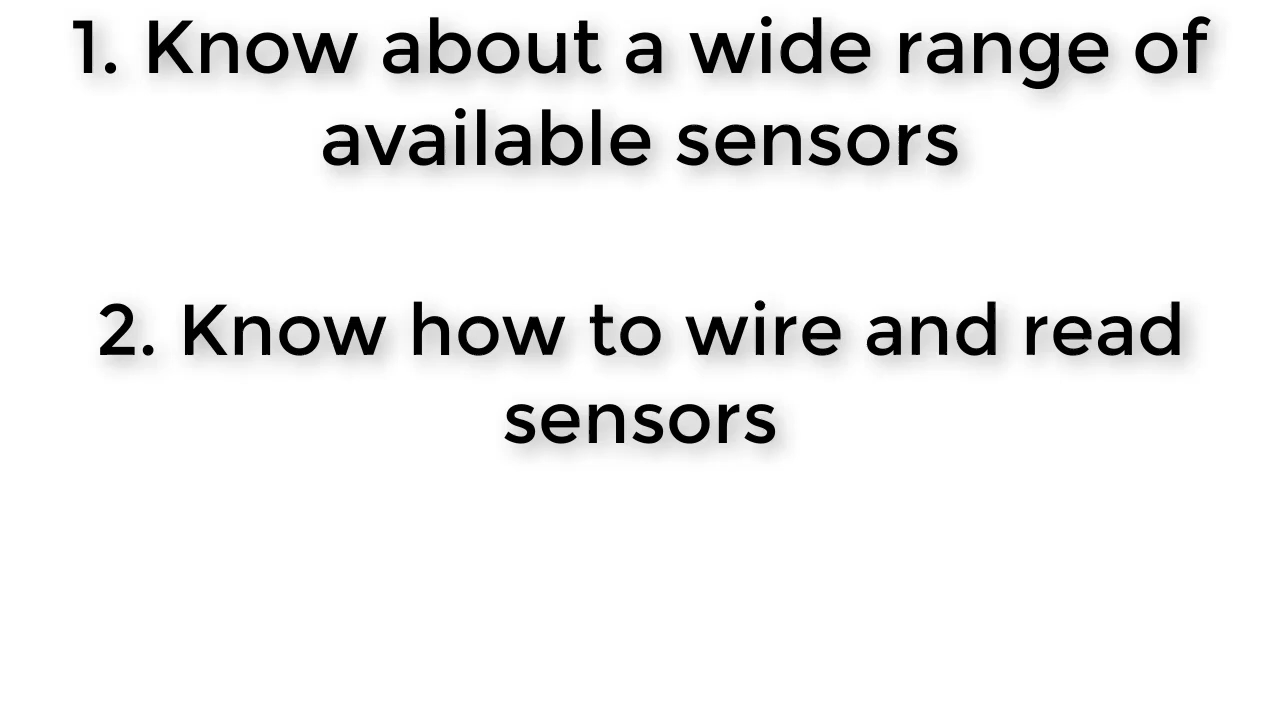 1. Know about a wide range of
available sensors
2. Know how to wire and read
sensors